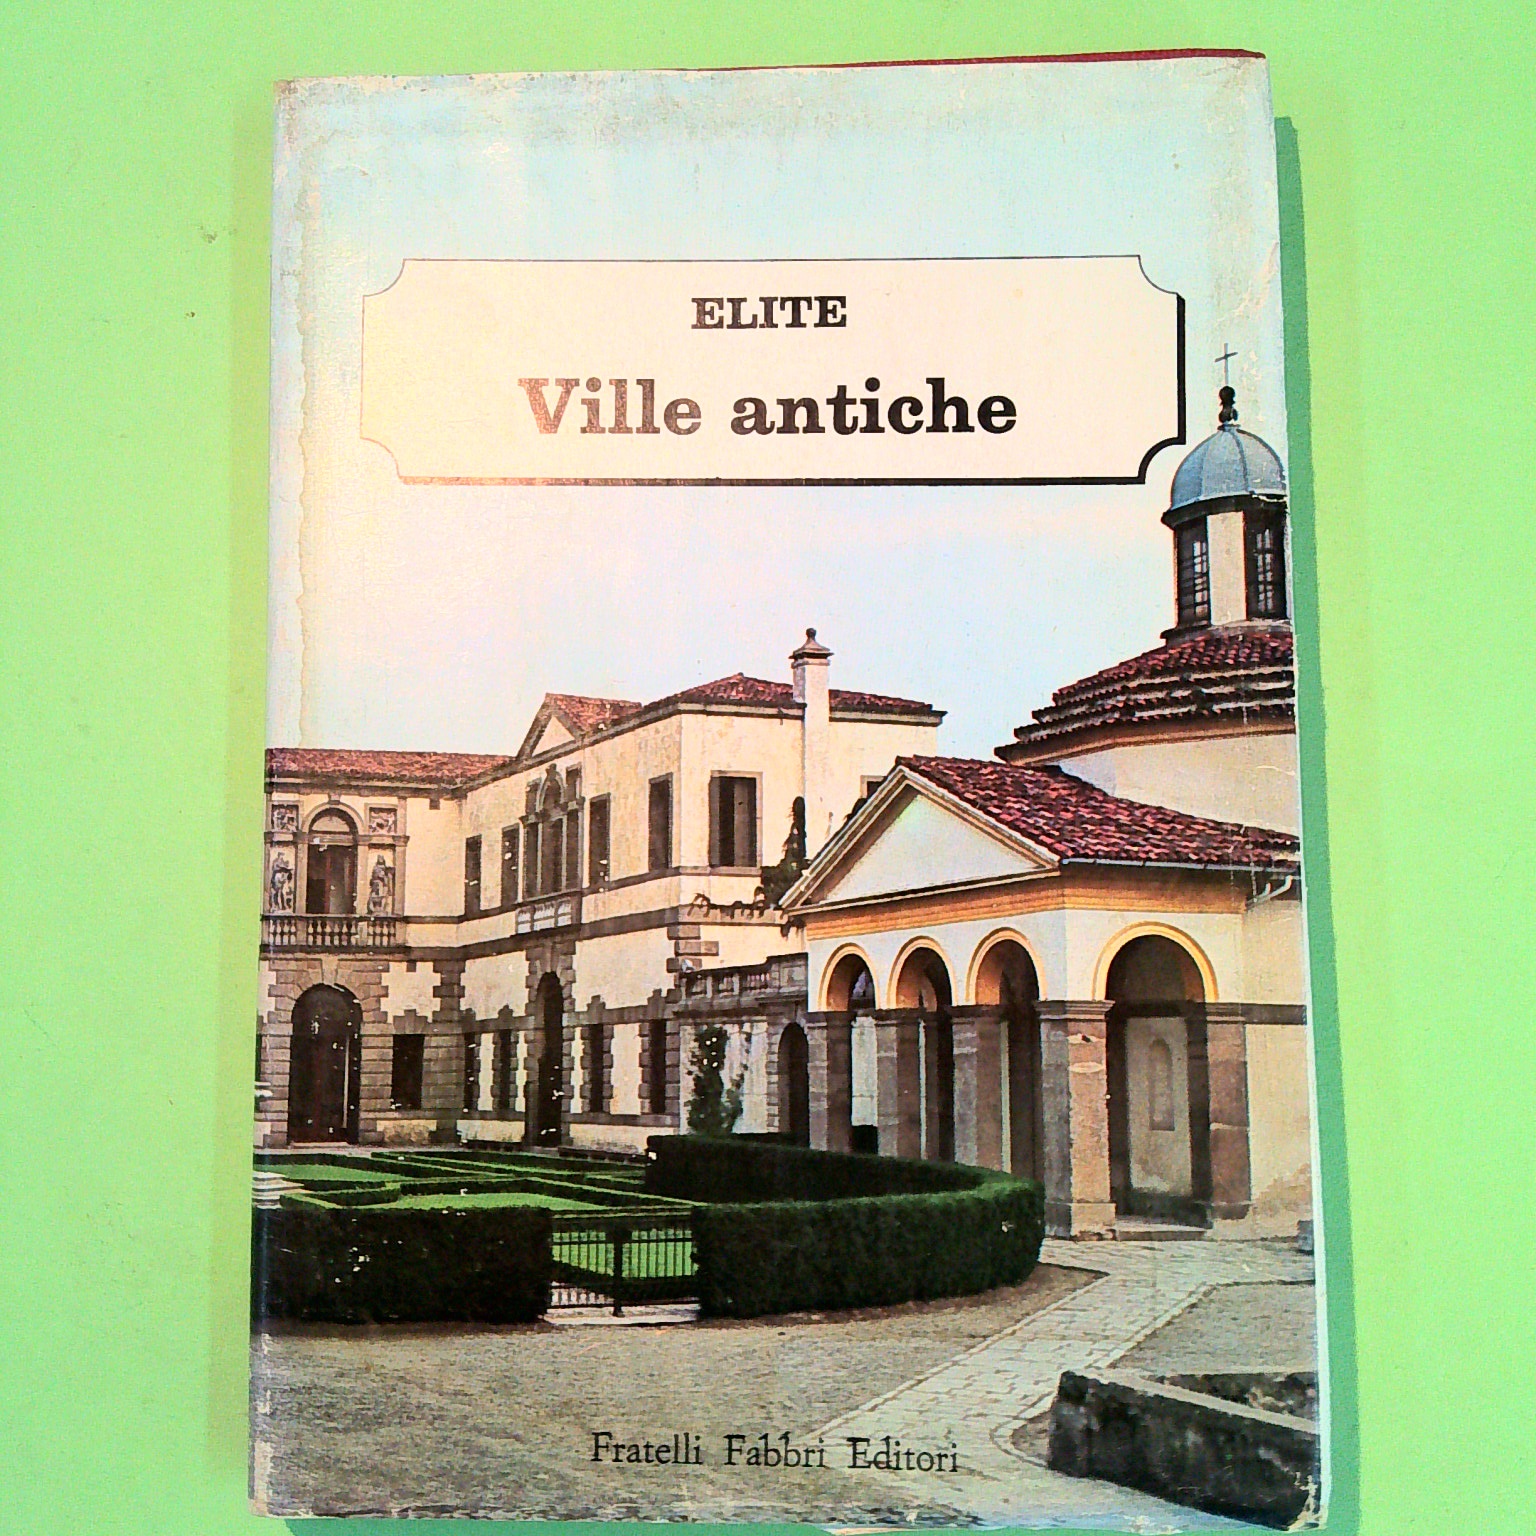 ELITE
Ville antiche
Fratelli Fabbri Editori